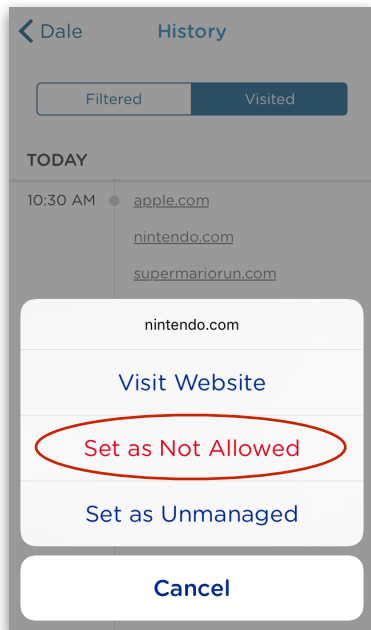 Dale History
Filtered Visited
TODAY
10:30 AM apple.com
nintendo.com
supermariorun.com
nintendo.com
Visit Website
Set as Not Allowed
Set as Unmanaged
Cancel